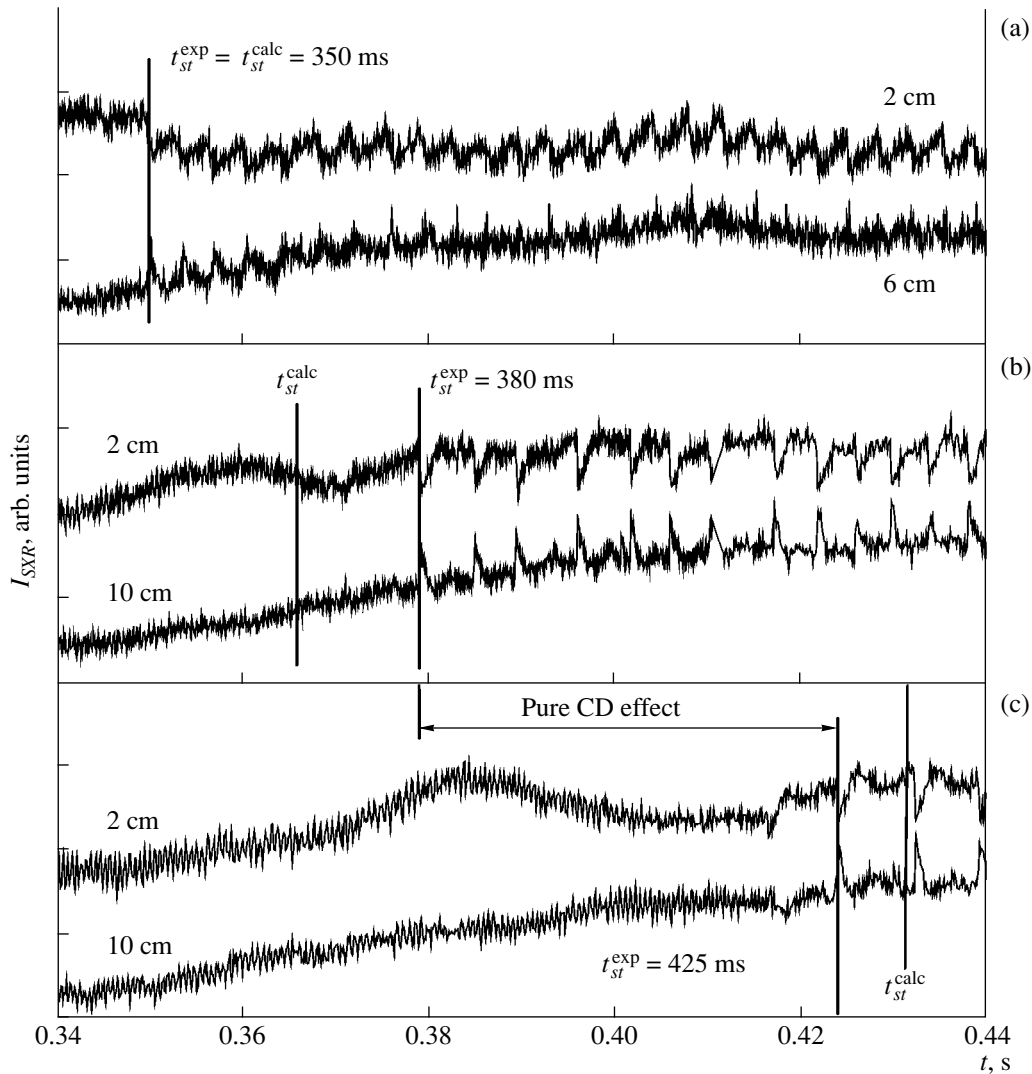 (a)
t_st^exp = t_st^calc = 350 ms
2 cm
6 cm
(b)
t_st^calc
t_st^exp = 380 ms
2 cm
10 cm
I_SXR, arb. units
(c)
Pure CD effect
2 cm
10 cm
t_st^exp = 425 ms
t_st^calc
0.34 0.36 0.38 0.40 0.42 0.44
t, s